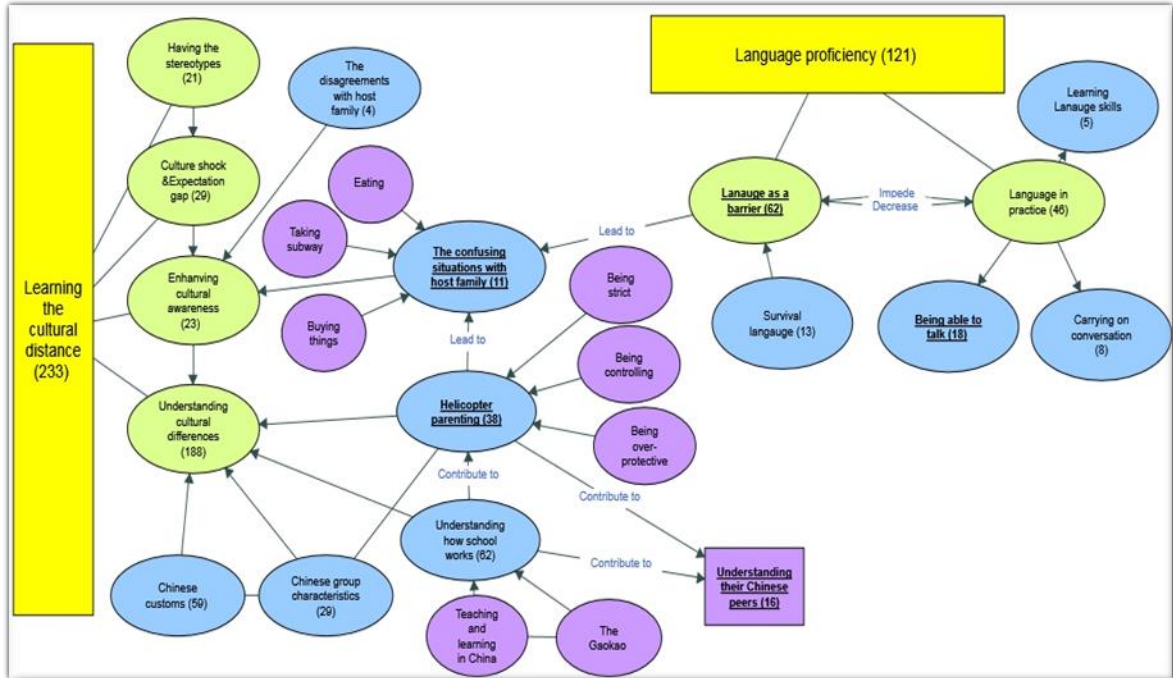 Learning
the
cultural
distance
(233)
Having the
stereotypes
(21)
Culture shock
&Expectation
gap (29)
Enhanving
cultural
awareness
(23)
Understanding
cultural
differences
(188)
The
disagreements
with host
family (4)
Eating
Taking
subway
Buying
things
The confusing
situations with
host family (11)
Lead to
Lead to
Helicopter
parenting (38)
Being
strict
Being
controlling
Being
over-
protective
Contribute to
Contribute to
Contribute to
Understanding
how school
works (62)
Chinese
customs (59)
Chinese group
characteristics
(29)
Teaching
and
learning
in China
The
Gaokao
Understanding
their Chinese
peers (16)
Language proficiency (121)
Lanauge as a
barrier (62)
Impede
Decrease
Language in
practice (46)
Learning
Lanauge skills
(5)
Survival
langauge (13)
Being able to
talk (18)
Carrying on
conversation
(8)